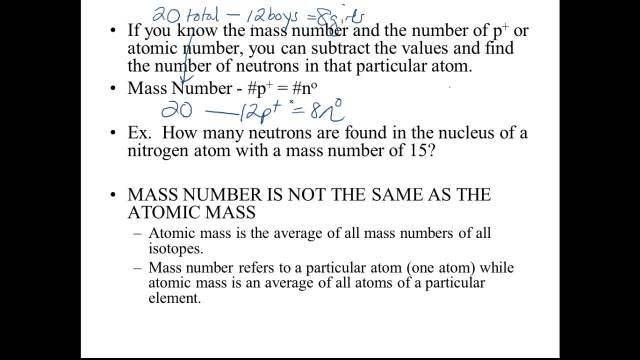 20 total - 12 boys = 8 girls
• If you know the mass number and the number of p+ or
atomic number, you can subtract the values and find
the number of neutrons in that particular atom.
• Mass Number - #p+ = #n°
20 — 12p+ = 8n°
• Ex. How many neutrons are found in the nucleus of a
nitrogen atom with a mass number of 15?
• MASS NUMBER IS NOT THE SAME AS THE
ATOMIC MASS
– Atomic mass is the average of all mass numbers of all
isotopes.
– Mass number refers to a particular atom (one atom) while
atomic mass is an average of all atoms of a particular
element.